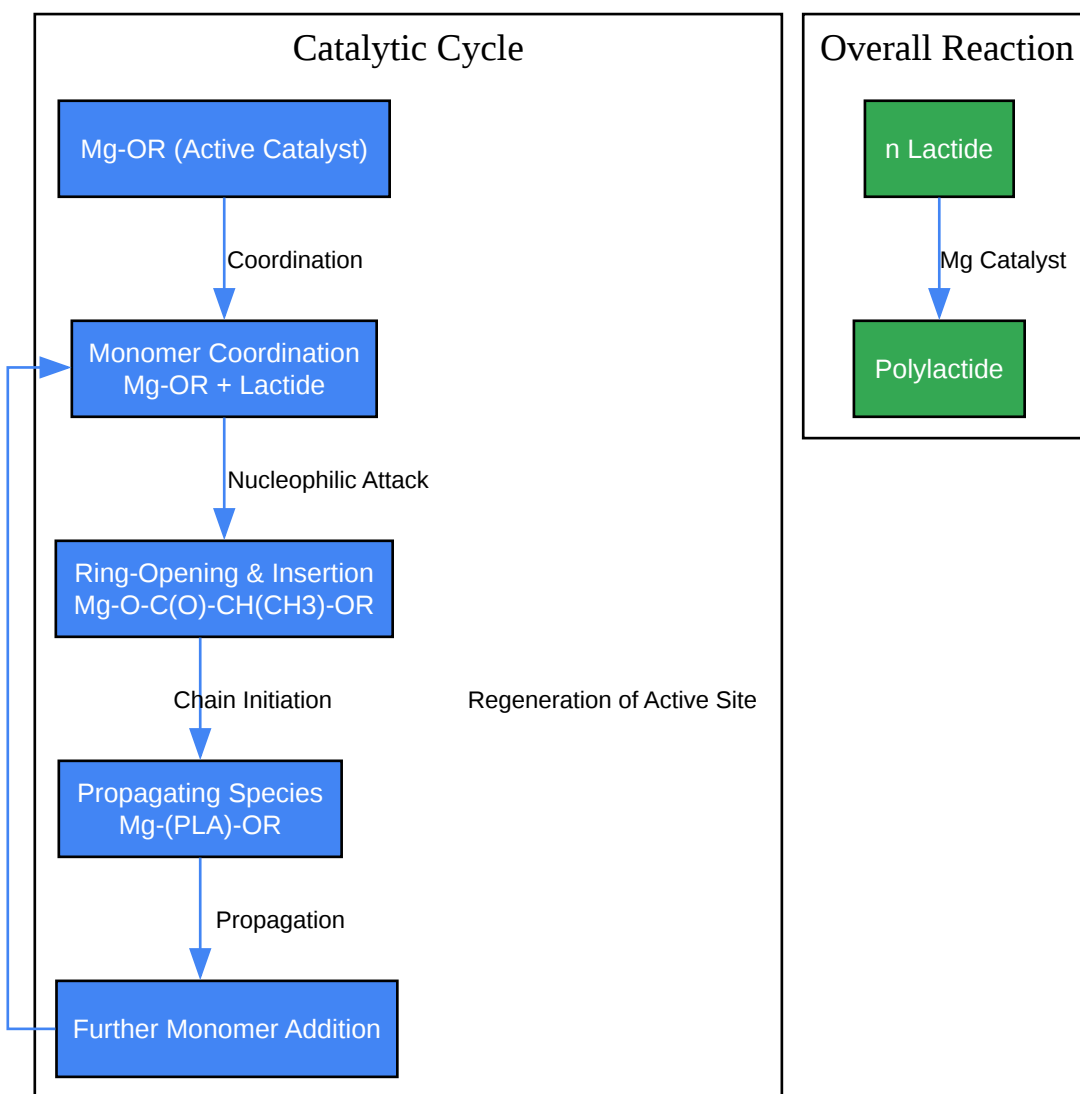 Catalytic Cycle
Mg-OR (Active Catalyst)
Coordination
Monomer Coordination
Mg-OR + Lactide
Nucleophilic Attack
Ring-Opening & Insertion
Mg-O-C(O)-CH(CH3)-OR
Chain Initiation
Regeneration of Active Site
Propagating Species
Mg-(PLA)-OR
Propagation
Further Monomer Addition
Overall Reaction
n Lactide
Mg Catalyst
Polylactide